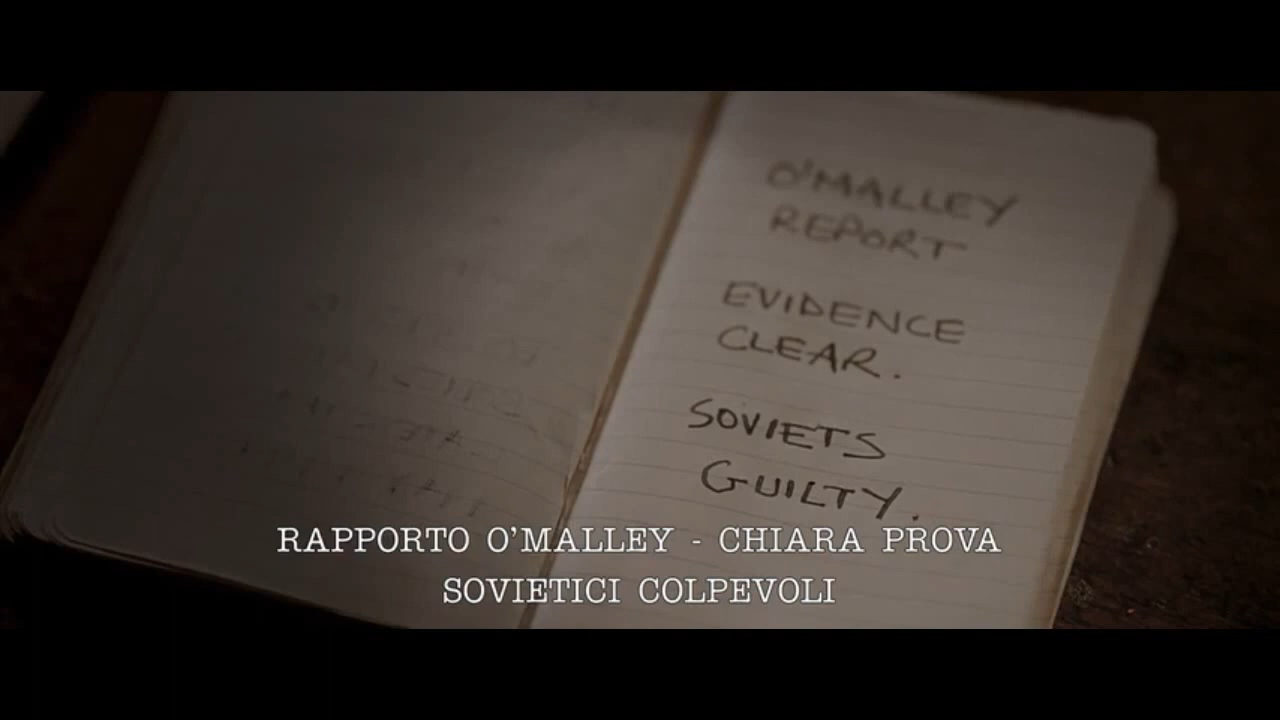 O'MALLEY
REPORT
EVIDENCE
CLEAR.
SOVIETS
GUILTY.
RAPPORTO O'MALLEY - CHIARA PROVA
SOVIETICI COLPEVOLI